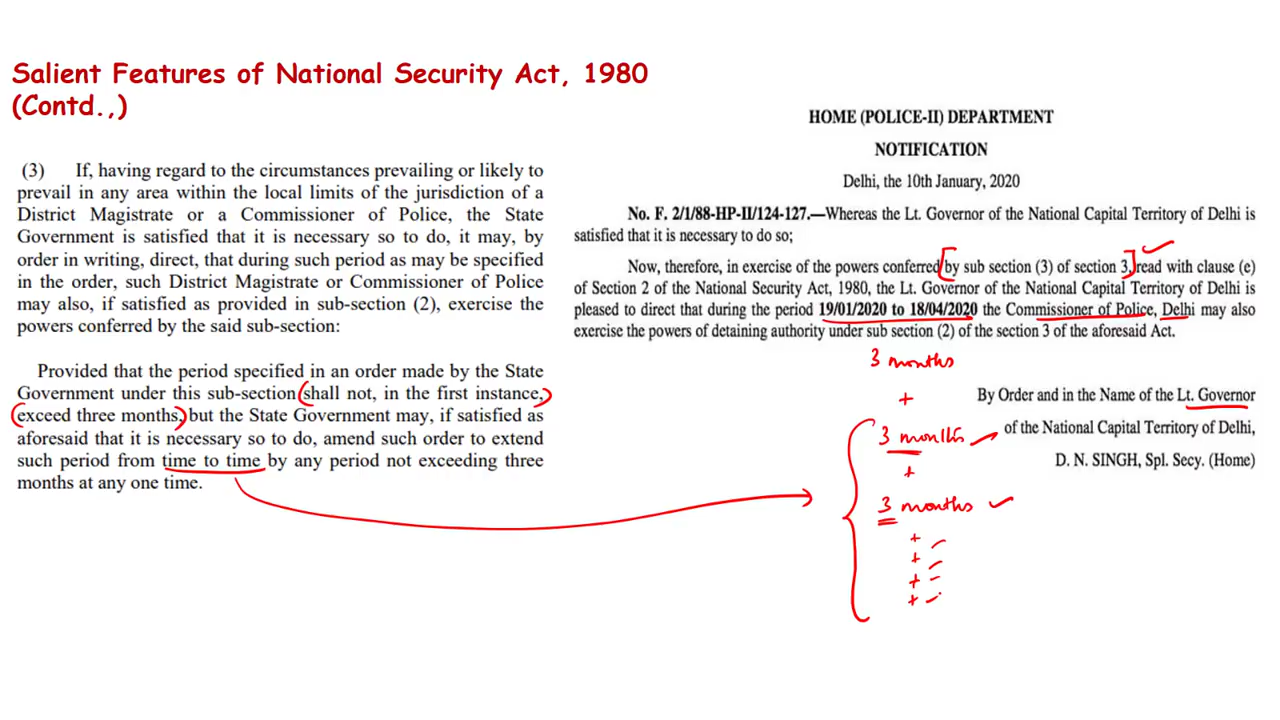 Salient Features of National Security Act, 1980
(Contd.,)
(3) If, having regard to the circumstances prevailing or likely to
prevail in any area within the local limits of the jurisdiction of a
District Magistrate or a Commissioner of Police, the State
Government is satisfied that it is necessary so to do, it may, by
order in writing, direct, that during such period as may be specified
in the order, such District Magistrate or Commissioner of Police
may also, if satisfied as provided in sub-section (2), exercise the
powers conferred by the said sub-section:
Provided that the period specified in an order made by the State
Government under this sub-section shall not, in the first instance,
exceed three months, but the State Government may, if satisfied as
aforesaid that it is necessary so to do, amend such order to extend
such period from time to time by any period not exceeding three
months at any one time.
HOME (POLICE-II) DEPARTMENT
NOTIFICATION
Delhi, the 10th January, 2020
No. F. 2/1/88-HP-II/124-127.—Whereas the Lt. Governor of the National Capital Territory of Delhi is
satisfied that it is necessary to do so;
Now, therefore, in exercise of the powers conferred by sub section (3) of section 3, read with clause (e)
of Section 2 of the National Security Act, 1980, the Lt. Governor of the National Capital Territory of Delhi is
pleased to direct that during the period 19/01/2020 to 18/04/2020 the Commissioner of Police, Delhi may also
exercise the powers of detaining authority under sub section (2) of the section 3 of the aforesaid Act.
By Order and in the Name of the Lt. Governor
of the National Capital Territory of Delhi,
D. N. SINGH, Spl. Secy. (Home)
3 months
+
3 months
+
3 months
+
+
+
+